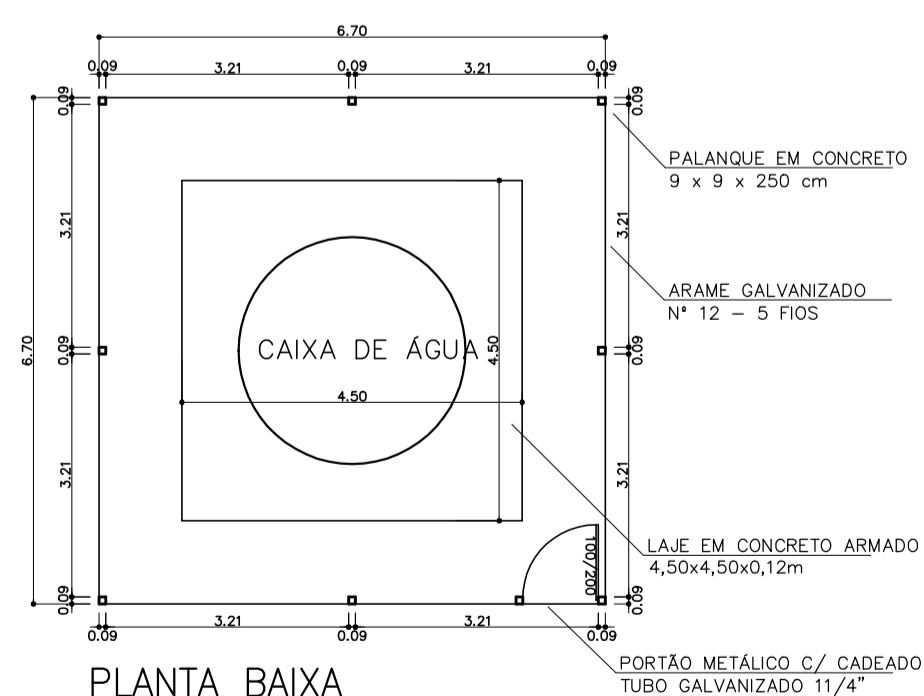 6.70
0.09 3.21 0.09 3.21 0.09
0.09 0.09
PALANQUE EM CONCRETO
9 x 9 x 250 cm
3.21 3.21
ARAME GALVANIZADO
Nº 12 – 5 FIOS
6.70 0.09 CAIXA DE ÁGUA 4.50 0.09
4.50
3.21 3.21
LAJE EM CONCRETO ARMADO
4,50x4,50x0,12m
100/200
0.09 0.09
0.09 3.21 0.09 3.21 0.09
PORTÃO METÁLICO C/ CADEADO
TUBO GALVANIZADO 11/4”
PLANTA BAIXA